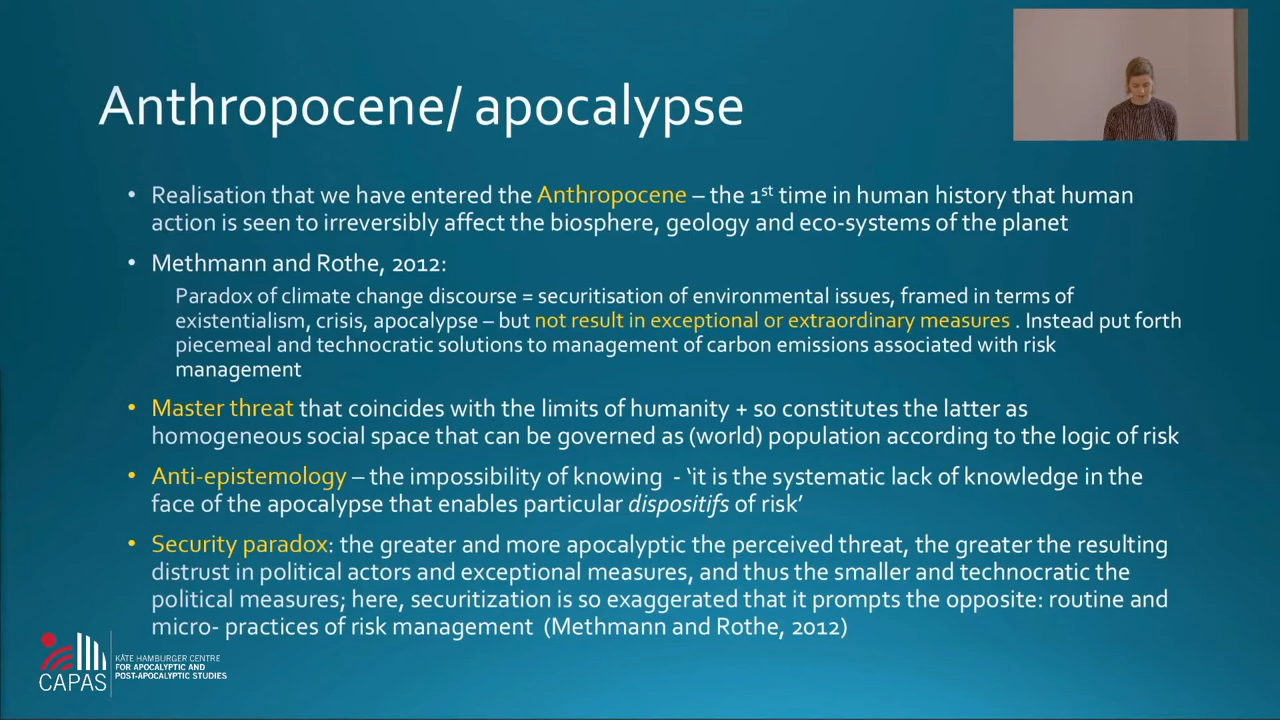 Anthropocene/ apocalypse
• Realisation that we have entered the Anthropocene – the 1st time in human history that human
action is seen to irreversibly affect the biosphere, geology and eco-systems of the planet
• Methmann and Rothe, 2012:
Paradox of climate change discourse = securitisation of environmental issues, framed in terms of
existentialism, crisis, apocalypse – but not result in exceptional or extraordinary measures . Instead put forth
piecemeal and technocratic solutions to management of carbon emissions associated with risk
management
• Master threat that coincides with the limits of humanity + so constitutes the latter as
homogeneous social space that can be governed as (world) population according to the logic of risk
• Anti-epistemology – the impossibility of knowing - ‘it is the systematic lack of knowledge in the
face of the apocalypse that enables particular dispositifs of risk’
• Security paradox: the greater and more apocalyptic the perceived threat, the greater the resulting
distrust in political actors and exceptional measures, and thus the smaller and technocratic the
political measures; here, securitization is so exaggerated that it prompts the opposite: routine and
micro- practices of risk management (Methmann and Rothe, 2012)
CAPAS
KÄTE HAMBURGER CENTRE
FOR APOCALYPTIC AND
POST-APOCALYPTIC STUDIES